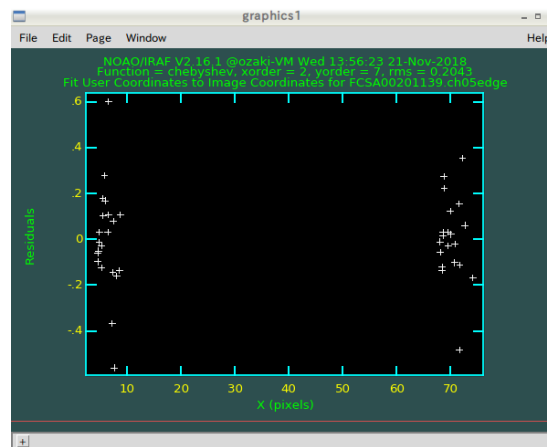 graphics1
File Edit Page Window Help
NOAO/IRAF V2.16.1 @ozaki-VM Wed 13:56:23 21-Nov-2018
Function = chebyshev, xorder = 2, yorder = 7, rms = 0.2043
Fit User Coordinates to Image Coordinates for FCSA00201139.ch05edge
.6
.4
.2
0
-.2
-.4
Residuals
10 20 30 40 50 60 70
X (pixels)